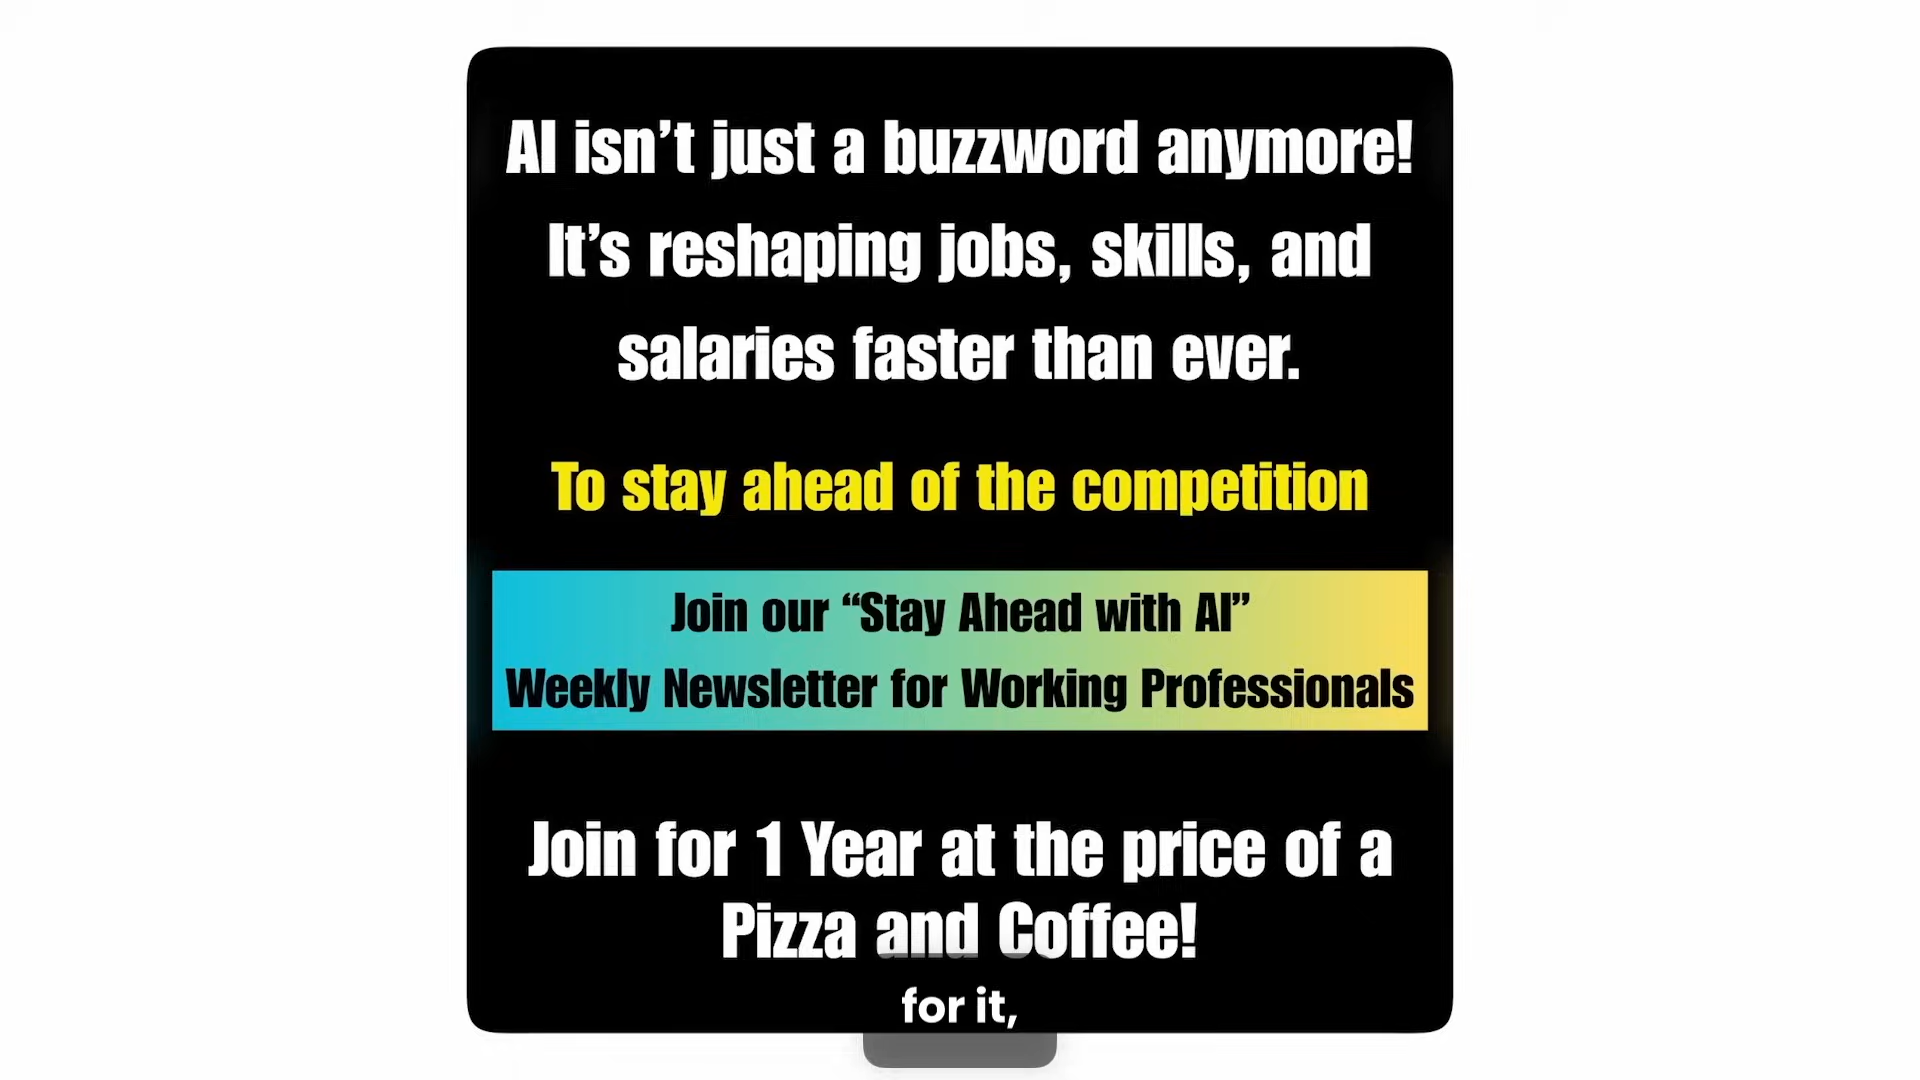 AI isn’t just a buzzword anymore!
It’s reshaping jobs, skills, and
salaries faster than ever.
To stay ahead of the competition
Join our “Stay Ahead with AI”
Weekly Newsletter for Working Professionals
Join for 1 Year at the price of a
Pizza and Coffee!
for it,